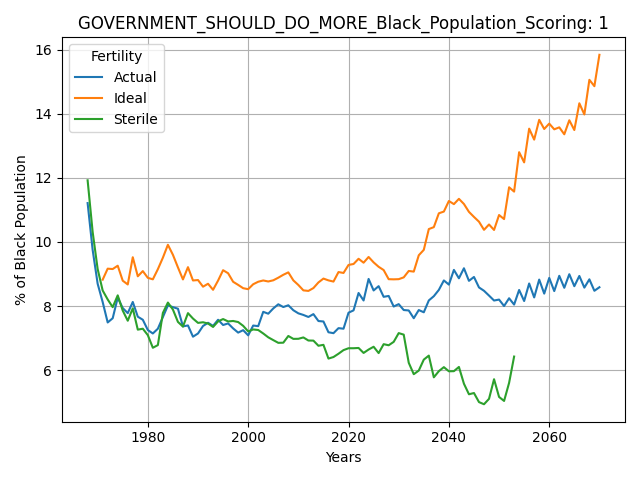 GOVERNMENT_SHOULD_DO_MORE_Black_Population_Scoring: 1
Fertility
Actual
Ideal
Sterile
% of Black Population
16
14
12
10
8
6
1980 2000 2020 2040 2060
Years